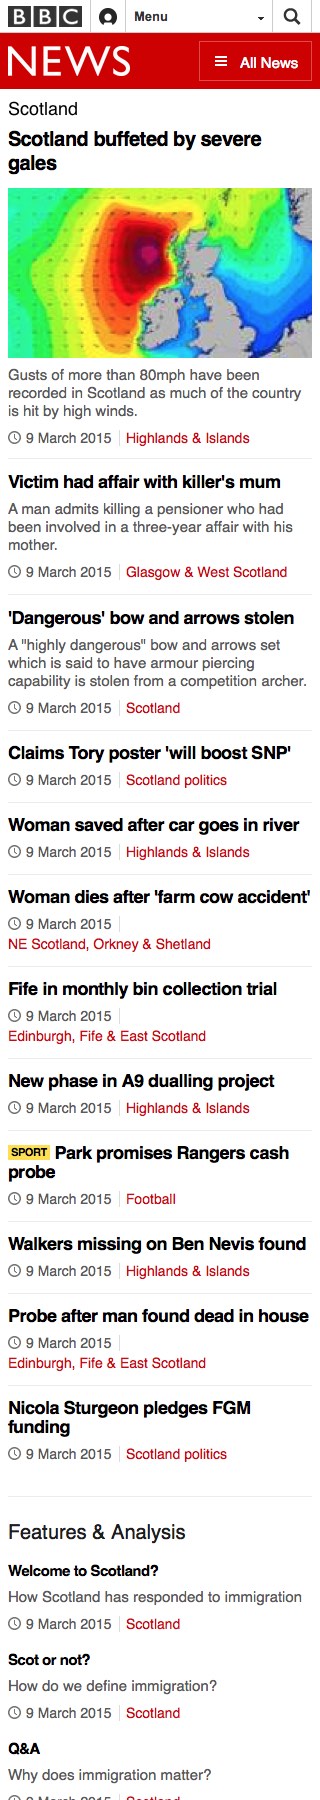 BBC Menu
NEWS All News
Scotland
Scotland buffeted by severe
gales
Gusts of more than 80mph have been
recorded in Scotland as much of the country
is hit by high winds.
9 March 2015 Highlands & Islands
Victim had affair with killer's mum
A man admits killing a pensioner who had
been involved in a three-year affair with his
mother.
9 March 2015 Glasgow & West Scotland
'Dangerous' bow and arrows stolen
A "highly dangerous" bow and arrows set
which is said to have armour piercing
capability is stolen from a competition archer.
9 March 2015 Scotland
Claims Tory poster 'will boost SNP'
9 March 2015 Scotland politics
Woman saved after car goes in river
9 March 2015 Highlands & Islands
Woman dies after 'farm cow accident'
9 March 2015
NE Scotland, Orkney & Shetland
Fife in monthly bin collection trial
9 March 2015
Edinburgh, Fife & East Scotland
New phase in A9 dualling project
9 March 2015 Highlands & Islands
SPORT Park promises Rangers cash
probe
9 March 2015 Football
Walkers missing on Ben Nevis found
9 March 2015 Highlands & Islands
Probe after man found dead in house
9 March 2015
Edinburgh, Fife & East Scotland
Nicola Sturgeon pledges FGM
funding
9 March 2015 Scotland politics
Features & Analysis
Welcome to Scotland?
How Scotland has responded to immigration
9 March 2015 Scotland
Scot or not?
How do we define immigration?
9 March 2015 Scotland
Q&A
Why does immigration matter?